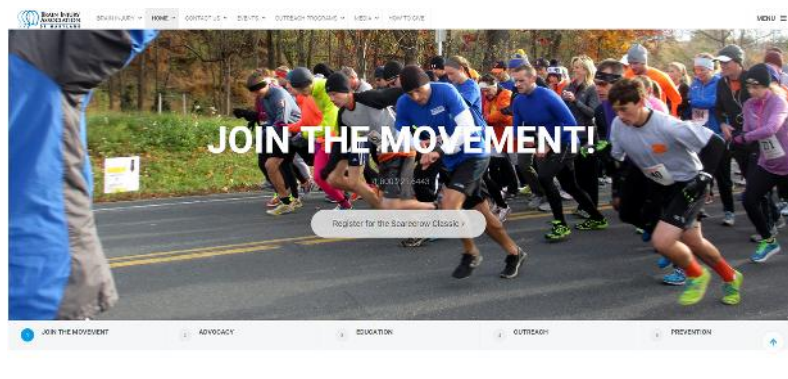 BRAIN INJURY
ASSOCIATION
OF MARYLAND
BRAIN INJURY HOME CONTACT US EVENTS OUTREACH PROGRAMS MEDIA HOW TO GIVE MENU
JOIN THE MOVEMENT!
Register for the Scarecrow Classic >
JOIN THE MOVEMENT ADVOCACY EDUCATION OUTREACH PREVENTION